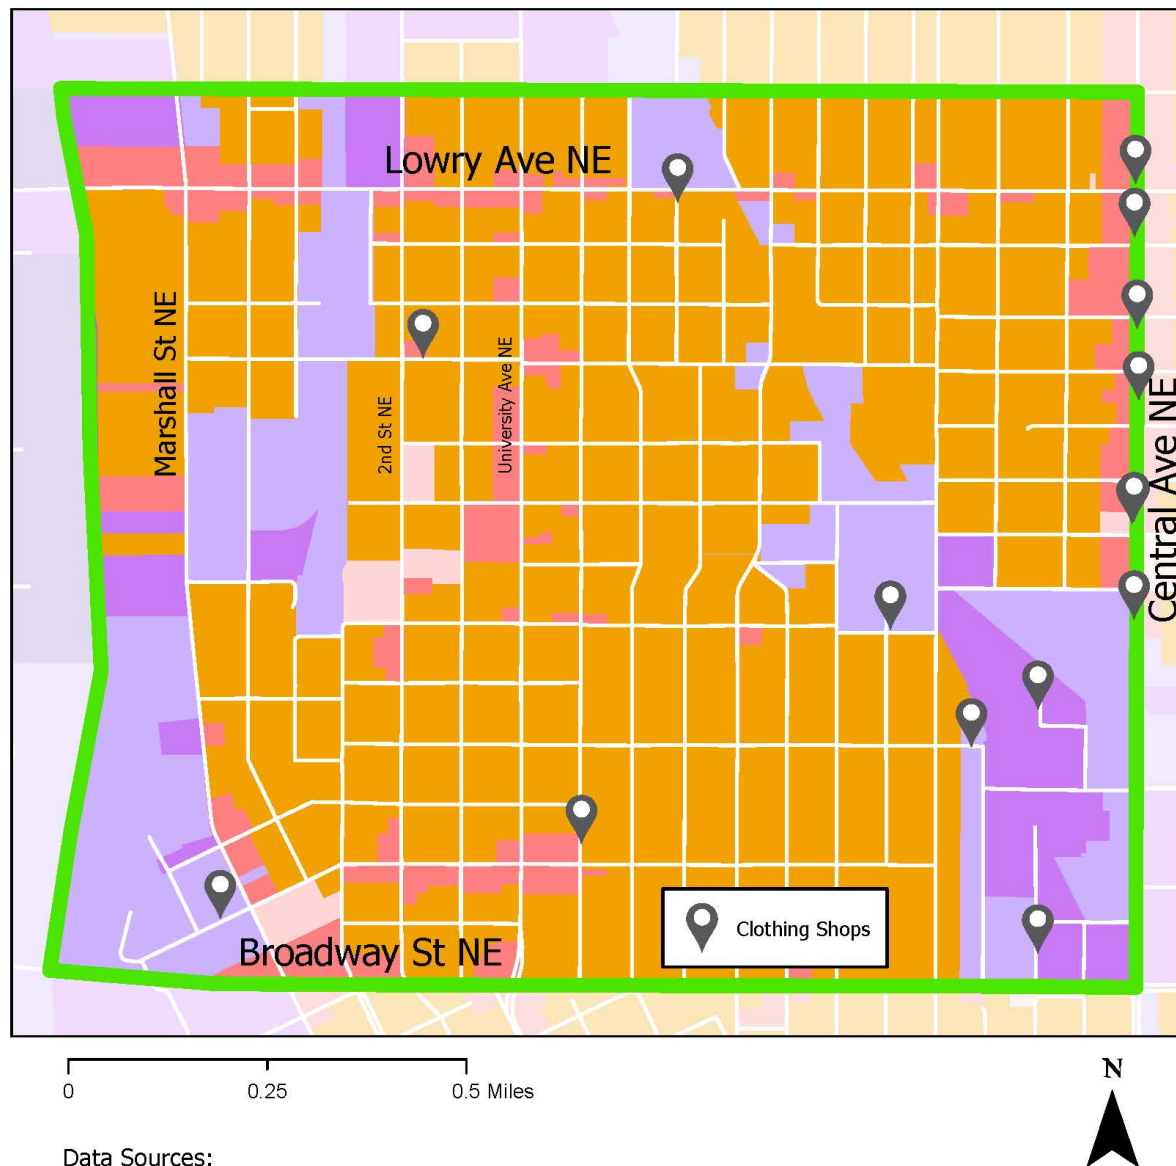 Lowry Ave NE
Marshall St NE
2nd St NE
University Ave NE
Central Ave NE
Clothing Shops
Broadway St NE
0 0.25 0.5 Miles
N
Data Sources: